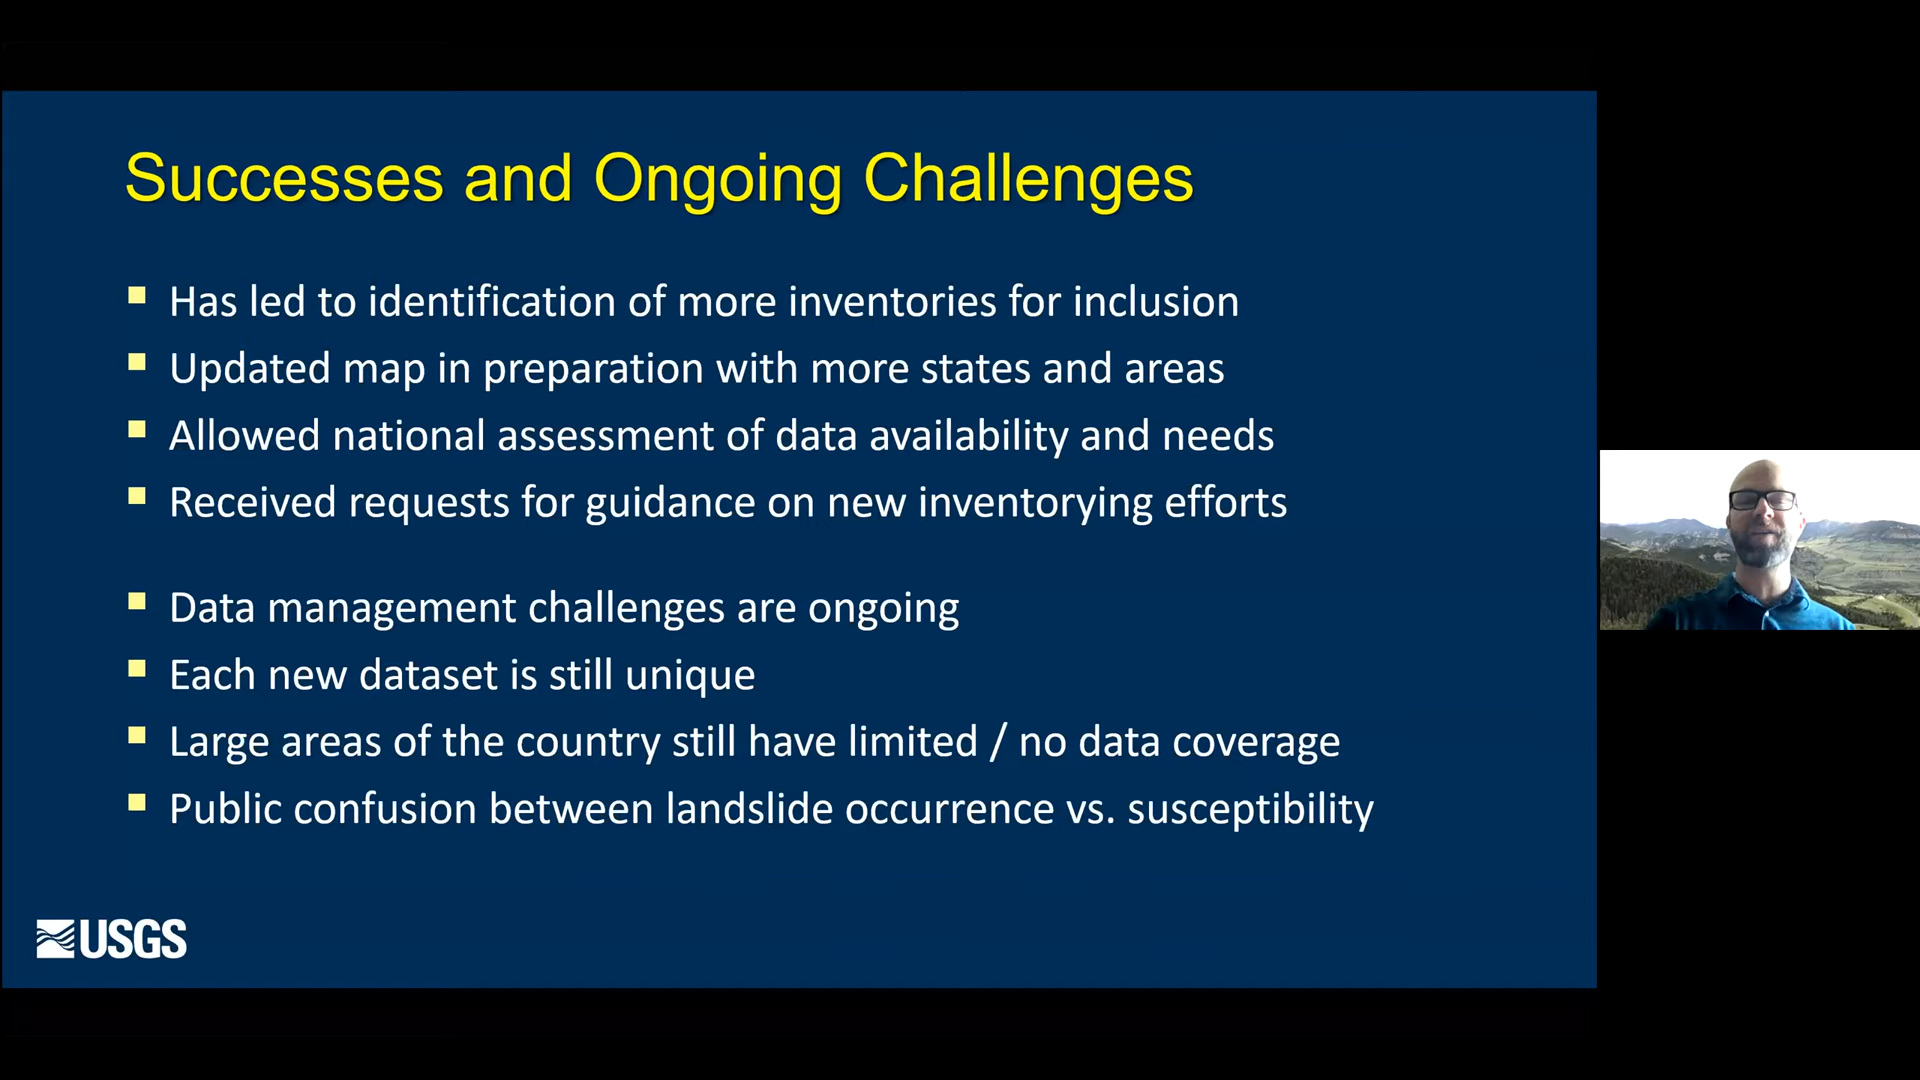 Successes and Ongoing Challenges
Has led to identification of more inventories for inclusion
Updated map in preparation with more states and areas
Allowed national assessment of data availability and needs
Received requests for guidance on new inventorying efforts
Data management challenges are ongoing
Each new dataset is still unique
Large areas of the country still have limited / no data coverage
Public confusion between landslide occurrence vs. susceptibility
USGS